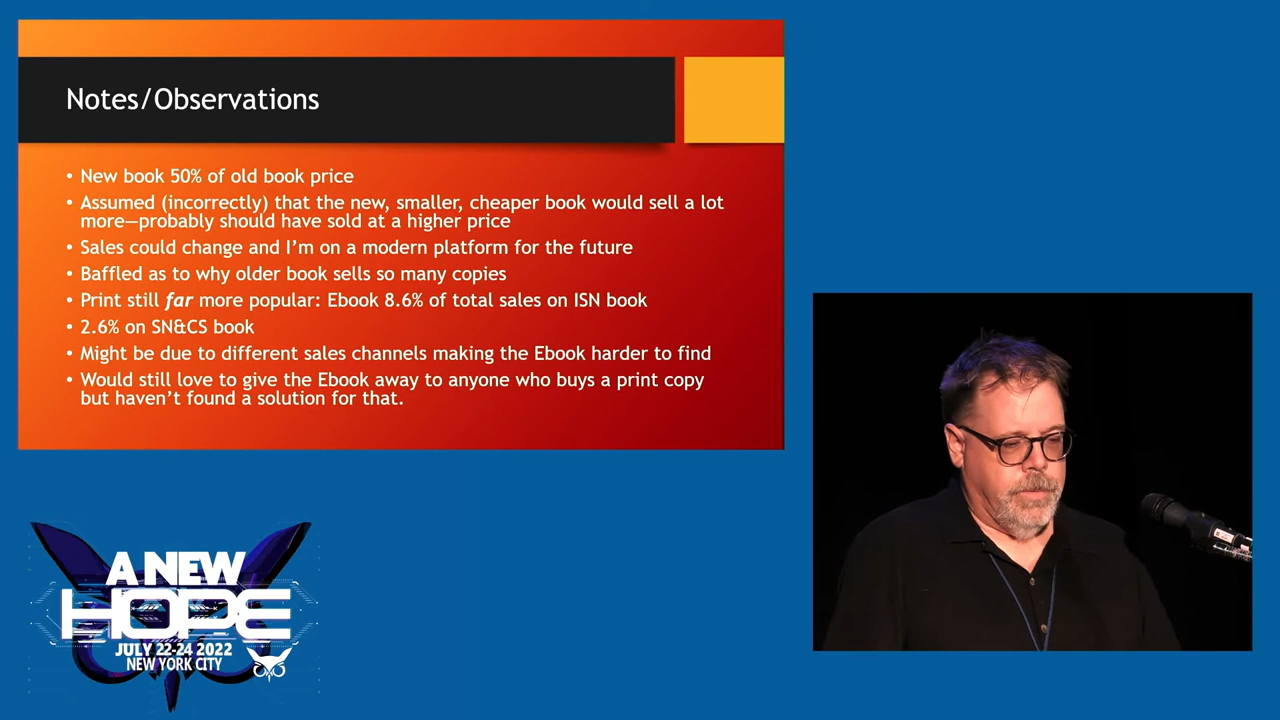 Notes/Observations
• New book 50% of old book price
• Assumed (incorrectly) that the new, smaller, cheaper book would sell a lot
more—probably should have sold at a higher price
• Sales could change and I'm on a modern platform for the future
• Baffled as to why older book sells so many copies
• Print still far more popular: Ebook 8.6% of total sales on ISN book
• 2.6% on SN&CS book
• Might be due to different sales channels making the Ebook harder to find
• Would still love to give the Ebook away to anyone who buys a print copy
but haven't found a solution for that.
A NEW
HOPE
JULY 22-24 2022
NEW YORK CITY